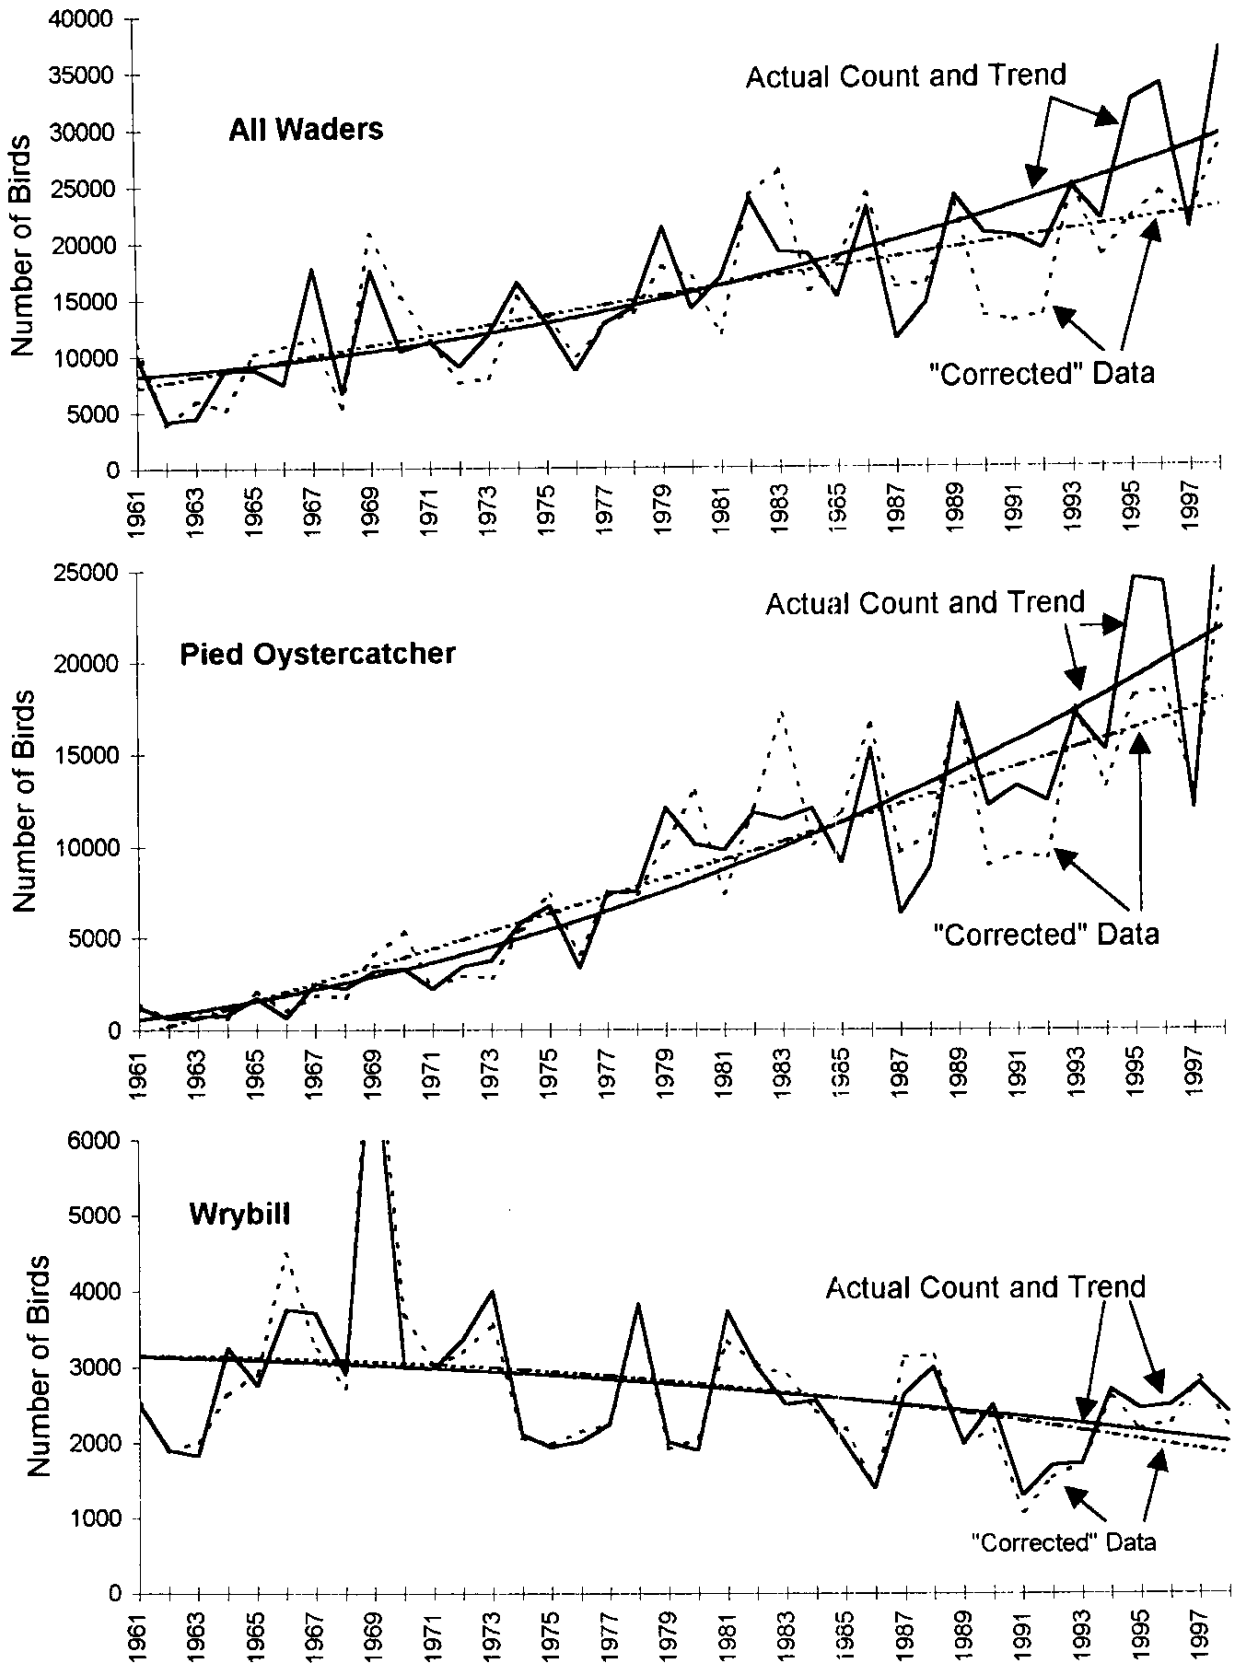 40000
35000
30000
25000
20000
15000
10000
5000
0
Number of Birds
All Waders
Actual Count and Trend
"Corrected" Data
1961 1963 1965 1967 1969 1971 1973 1975 1977 1979 1981 1983 1985 1987 1989 1991 1993 1995 1997
25000
20000
15000
10000
5000
0
Number of Birds
Pied Oystercatcher
Actual Count and Trend
"Corrected" Data
1961 1963 1965 1967 1969 1971 1973 1975 1977 1979 1981 1983 1985 1987 1989 1991 1993 1995 1997
6000
5000
4000
3000
2000
1000
0
Number of Birds
Wrybill
Actual Count and Trend
"Corrected" Data
1961 1963 1965 1967 1969 1971 1973 1975 1977 1979 1981 1983 1985 1987 1989 1991 1993 1995 1997